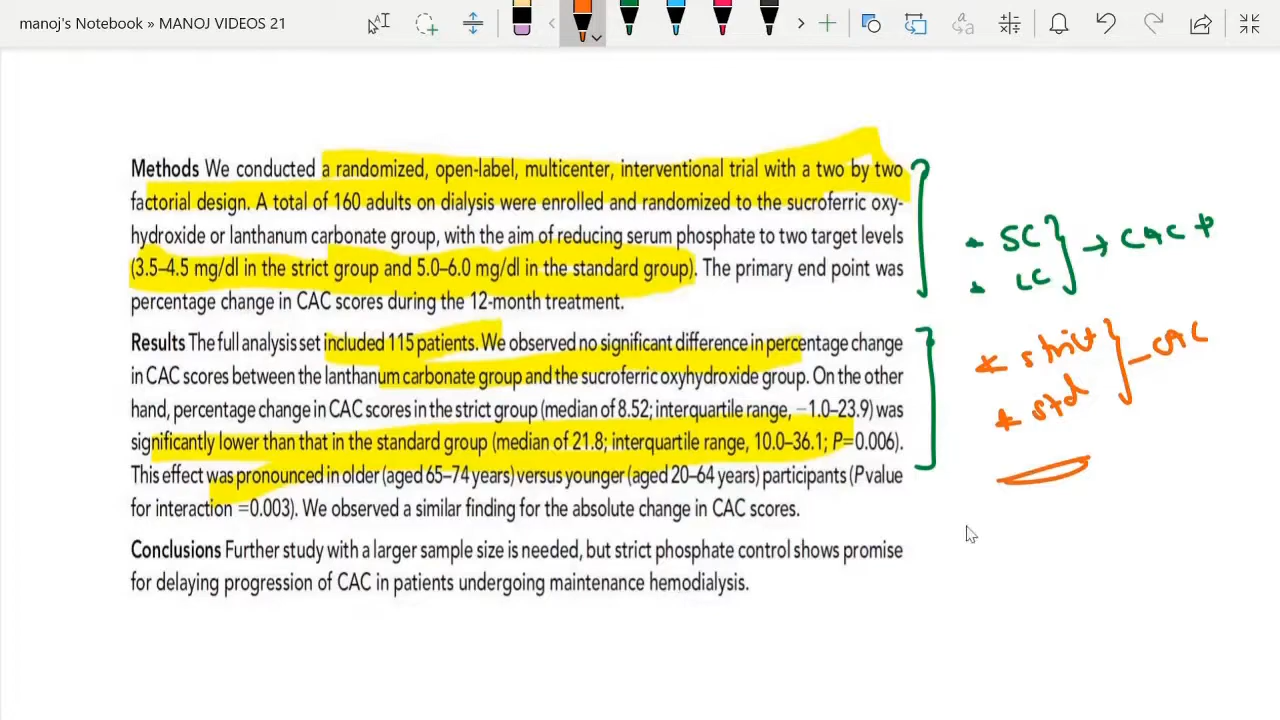 manoj's Notebook » MANOJ VIDEOS 21
Methods We conducted a randomized, open-label, multicenter, interventional trial with a two by two
factorial design. A total of 160 adults on dialysis were enrolled and randomized to the sucroferric oxy-
hydroxide or lanthanum carbonate group, with the aim of reducing serum phosphate to two target levels
(3.5–4.5 mg/dl in the strict group and 5.0–6.0 mg/dl in the standard group). The primary end point was
percentage change in CAC scores during the 12-month treatment.
Results The full analysis set included 115 patients. We observed no significant difference in percentage change
in CAC scores between the lanthanum carbonate group and the sucroferric oxyhydroxide group. On the other
hand, percentage change in CAC scores in the strict group (median of 8.52; interquartile range, −1.0–23.9) was
significantly lower than that in the standard group (median of 21.8; interquartile range, 10.0–36.1; P=0.006).
This effect was pronounced in older (aged 65–74 years) versus younger (aged 20–64 years) participants (P value
for interaction =0.003). We observed a similar finding for the absolute change in CAC scores.
Conclusions Further study with a larger sample size is needed, but strict phosphate control shows promise
for delaying progression of CAC in patients undergoing maintenance hemodialysis.
* SC → CAC
* LC
* strict - CAC
* std